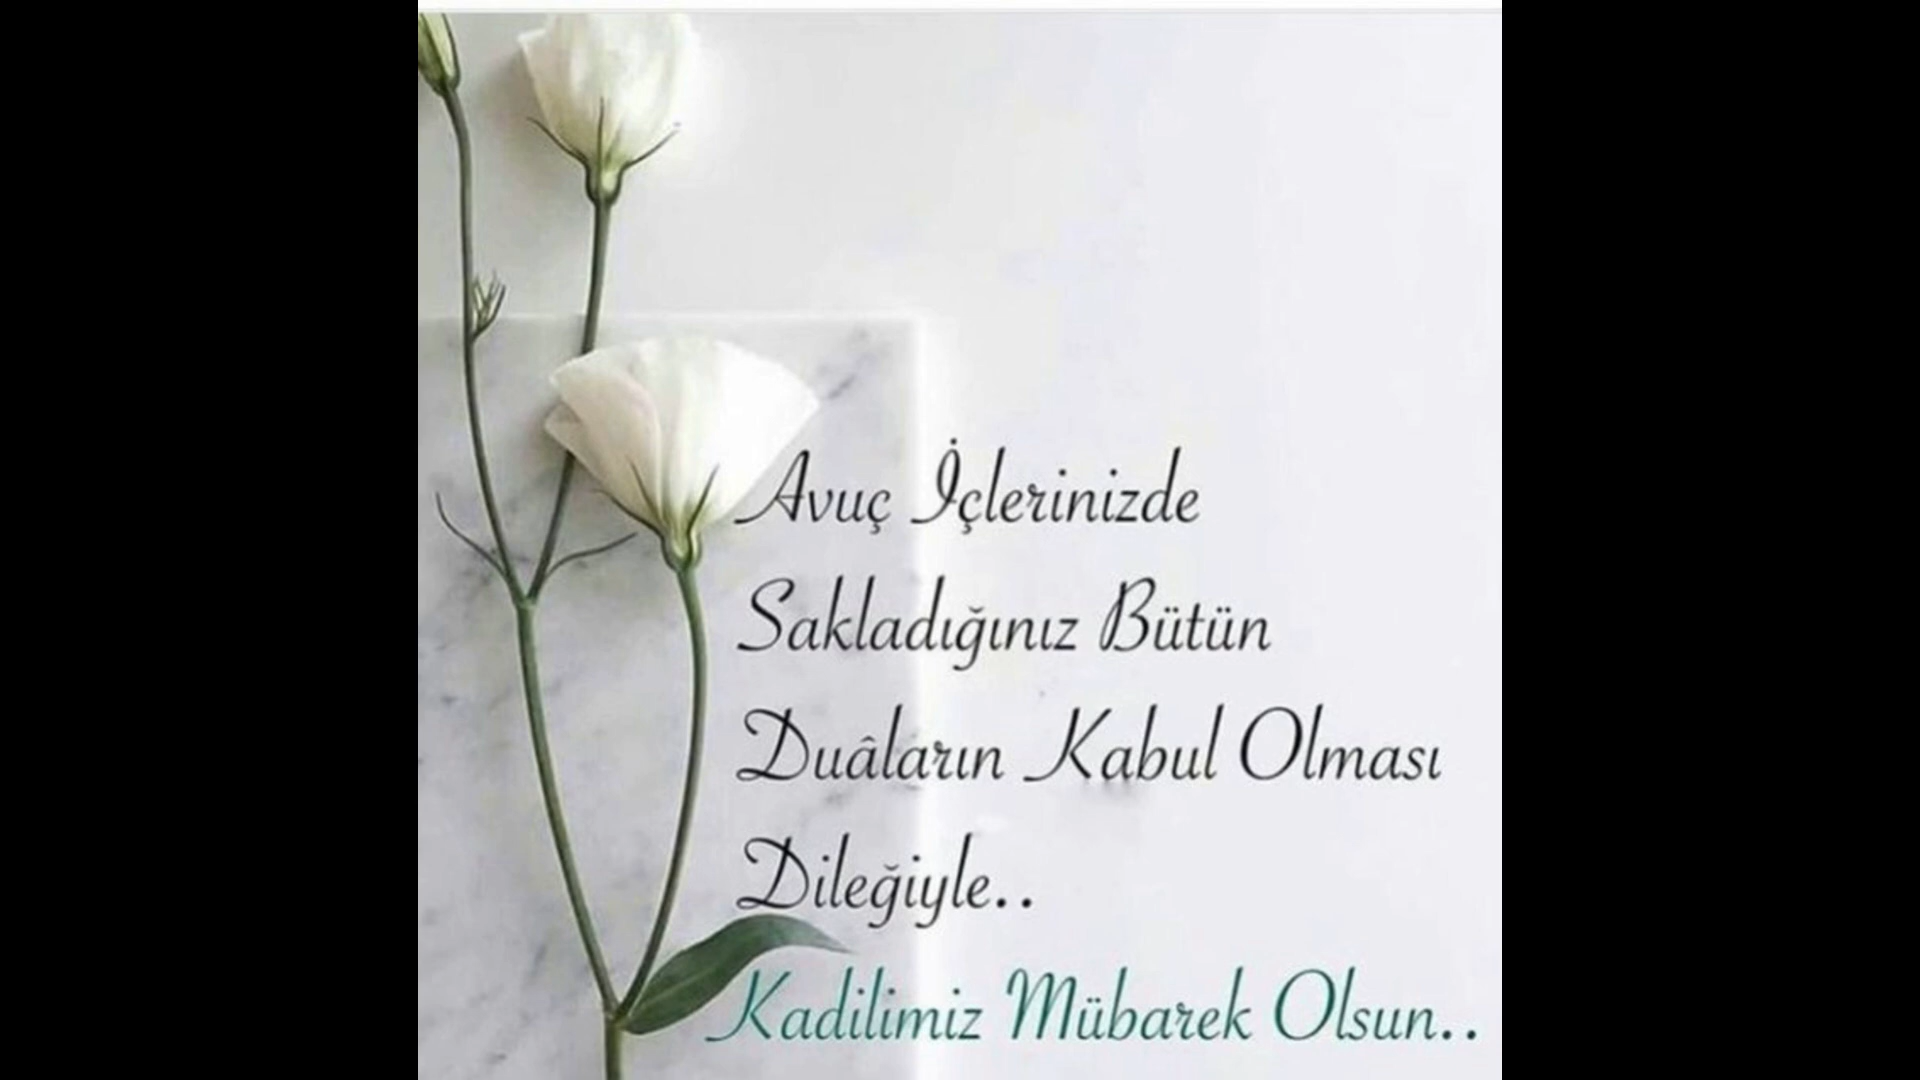 Avuç İçlerinizde
Sakladığınız Bütün
Duâların Kabul Olması
Dileğiyle..
Kadilimiz Mübarek Olsun..